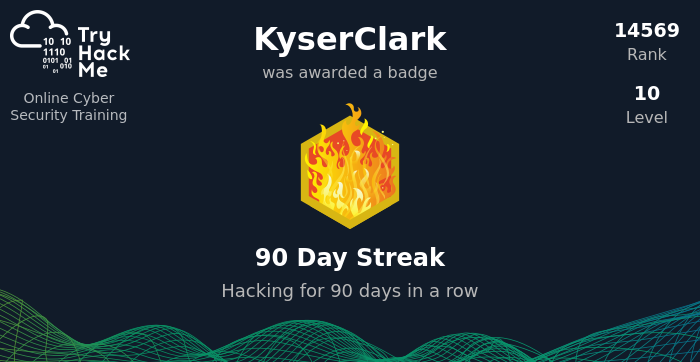 Try
Hack
Me
10 10
1110
0101 01
01 010
01
Online Cyber
Security Training
KyserClark
was awarded a badge
14569
Rank
10
Level
90 Day Streak
Hacking for 90 days in a row